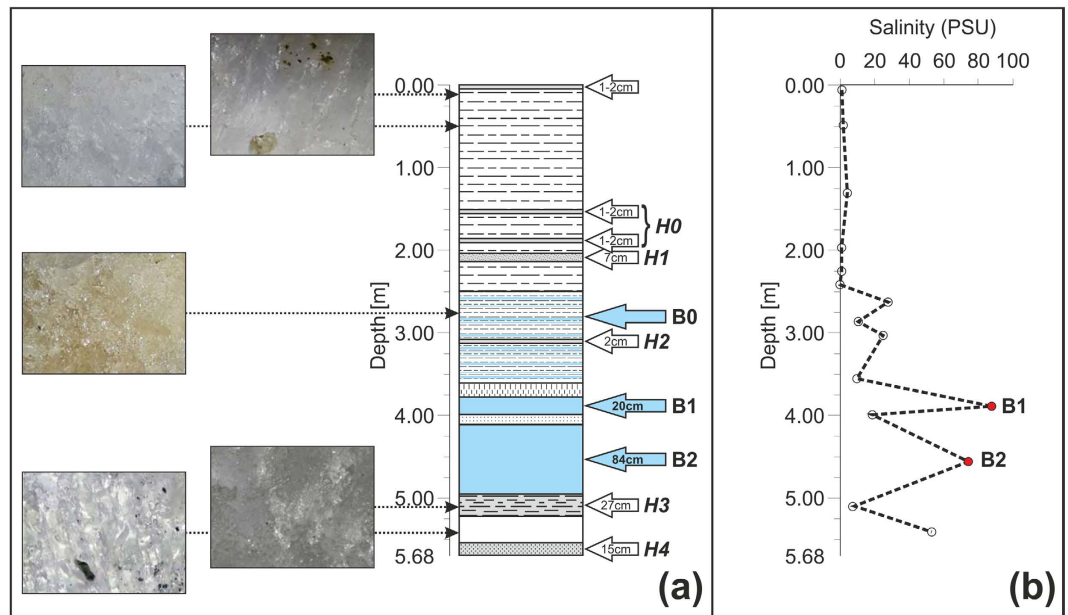 Salinity (PSU)
0 20 40 60 80 100
Depth [m]
0.00
1.00
2.00
3.00
4.00
5.00
5.68
1-2cm
1-2cm
1-2cm
H0
7cm H1
B0
2cm H2
20cm B1
84cm B2
27cm H3
15cm H4
(a)
Depth [m]
0.00
1.00
2.00
3.00
4.00
5.00
5.68
B1
B2
(b)